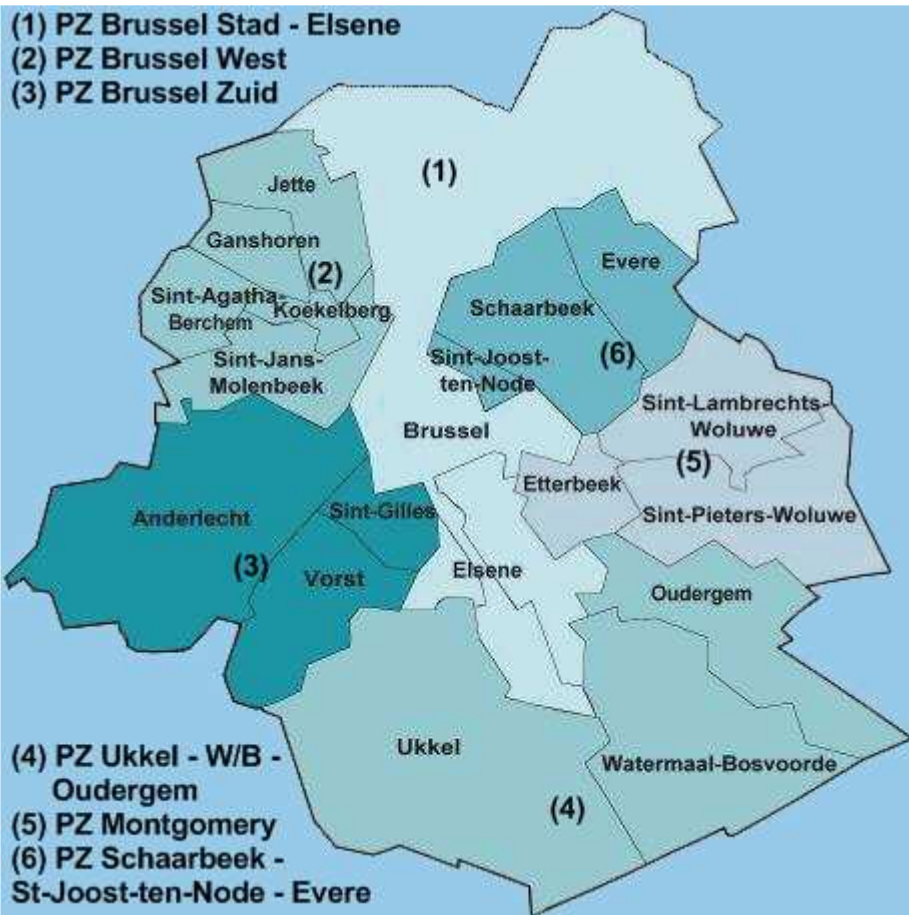 (1) PZ Brussel Stad - Elsene
(2) PZ Brussel West
(3) PZ Brussel Zuid
(1)
Jette
Ganshoren
(2)
Evere
Sint-Agatha-
Berchem
Koekelberg
Schaarbeek
Sint-Jans-
Molenbeek
Sint-Joost-
ten-Node
(6)
Sint-Lambrechts-
Woluwe
Brussel
(5)
Etterbeek
Anderlecht
Sint-Gilles
Sint-Pieters-Woluwe
(3)
Vorst
Elsene
Oudergem
Ukkel
Watermaal-Bosvoorde
(4)
(4) PZ Ukkel - W/B -
Oudergem
(5) PZ Montgomery
(6) PZ Schaarbeek -
St-Joost-ten-Node - Evere